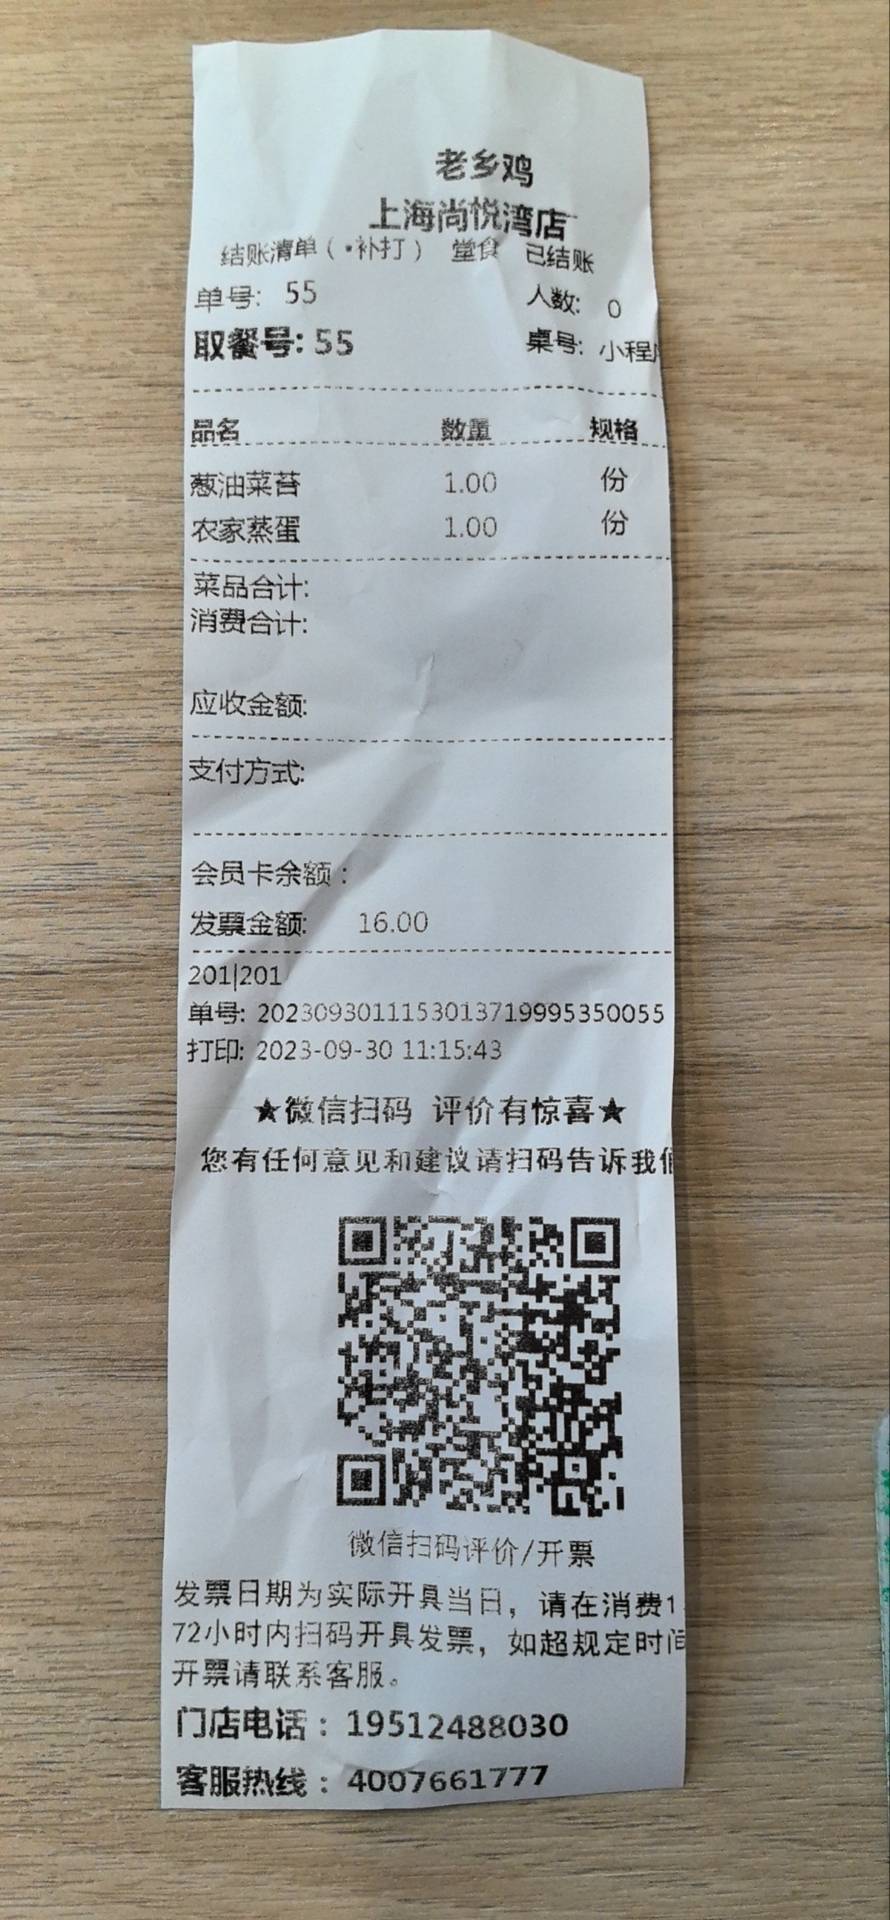 老乡鸡
上海尚悦湾店
结账清单（*补打） 堂食 已结账
单号: 55 人数: 0
取餐号: 55 桌号: 小程
品名 数量 规格
葱油菜苔 1.00 份
农家蒸蛋 1.00 份
菜品合计:
消费合计:
应收金额:
支付方式:
会员卡余额：
发票金额: 16.00
201|201
单号: 20230930111530137199953500​55
打印: 2023-09-30 11:15:43
★微信扫码 评价有惊喜★
您有任何意见和建议请扫码告诉我们
微信扫码评价/开票
发票日期为实际开具当日，请在消费1
72小时内扫码开具发票，如超规定时间
开票请联系客服。
门店电话：19512488030
客服热线：4007661777